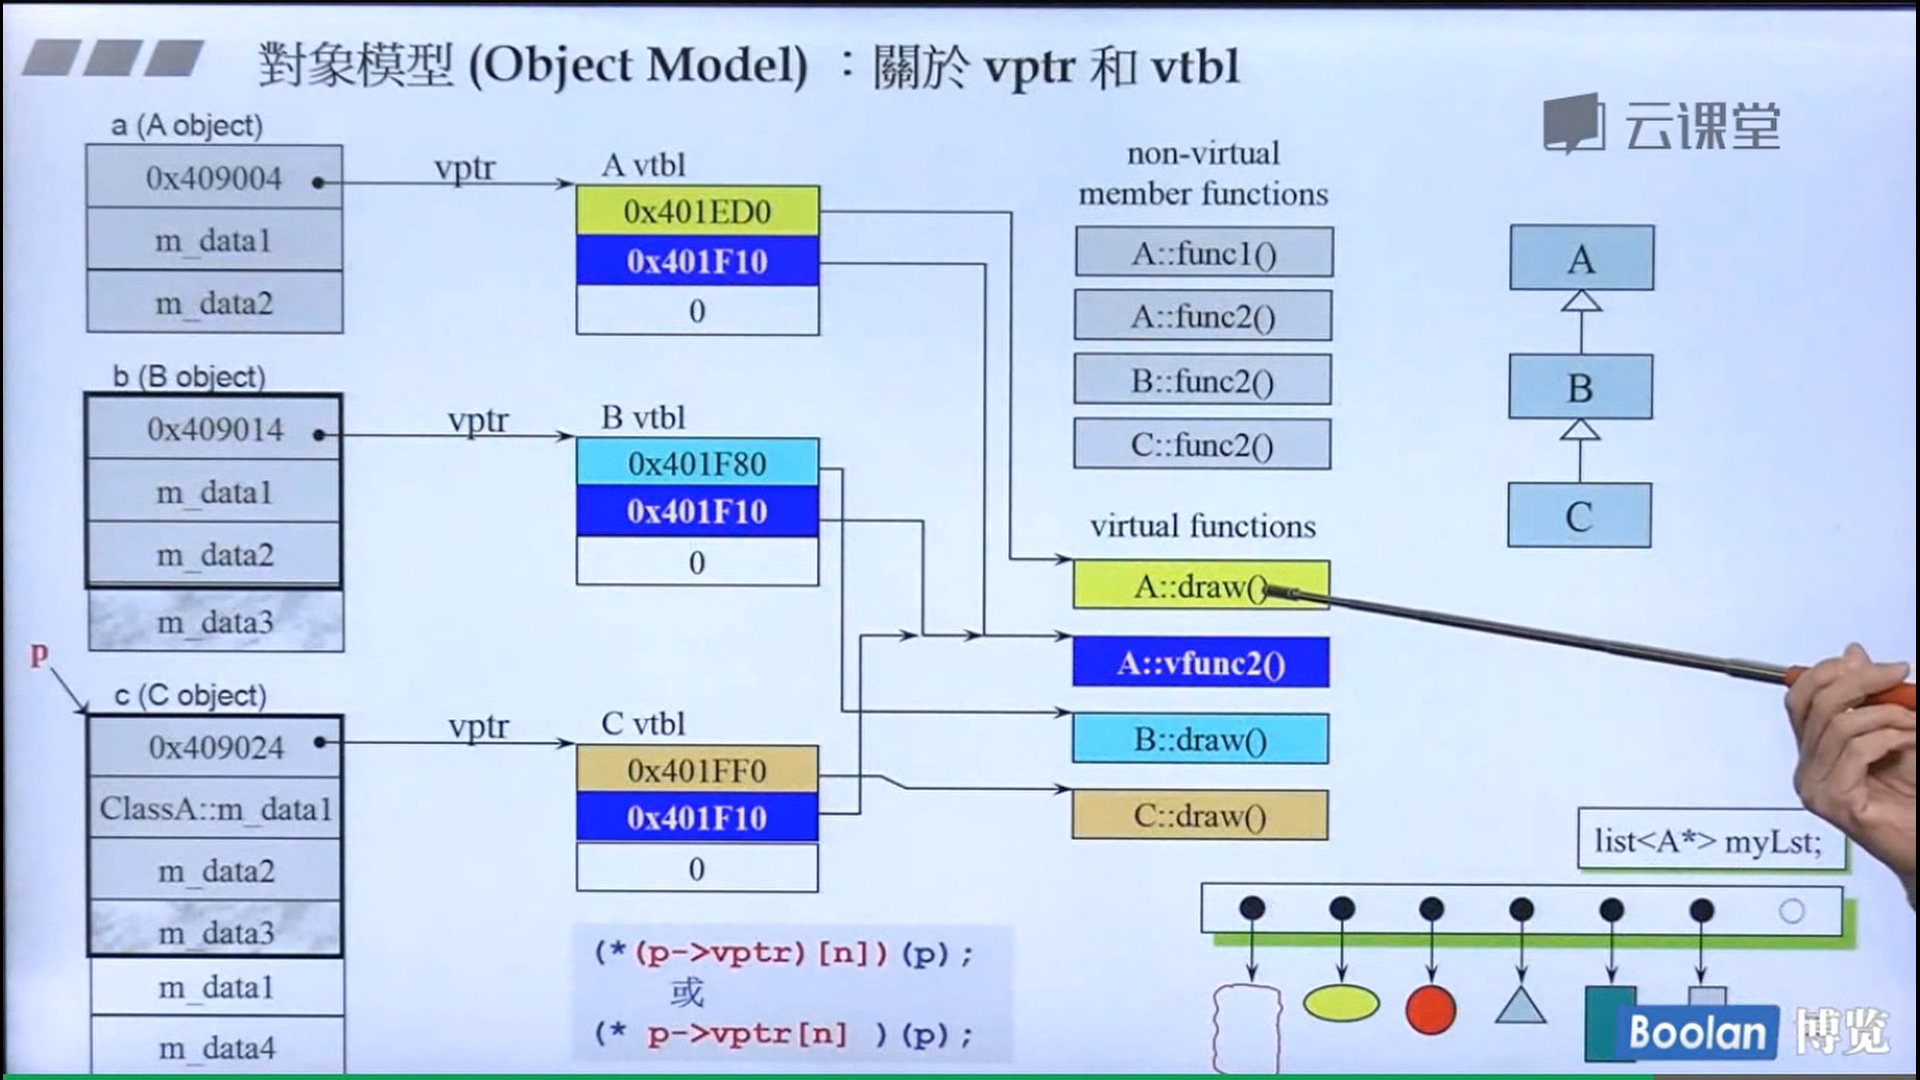 對象模型 (Object Model) ：關於 vptr 和 vtbl
云课堂
a (A object)
0x409004
m_data1
m_data2
vptr
A vtbl
0x401ED0
0x401F10
0
b (B object)
0x409014
m_data1
m_data2
m_data3
vptr
B vtbl
0x401F80
0x401F10
0
p
c (C object)
0x409024
ClassA::m_data1
m_data2
m_data3
m_data1
m_data4
vptr
C vtbl
0x401FF0
0x401F10
0
(*(p->vptr)[n])(p);
或
(* p->vptr[n] )(p);
non-virtual
member functions
A::func1()
A::func2()
B::func2()
C::func2()
virtual functions
A::draw()
A::vfunc2()
B::draw()
C::draw()
A
B
C
list<A*> myLst;
Boolan 博览